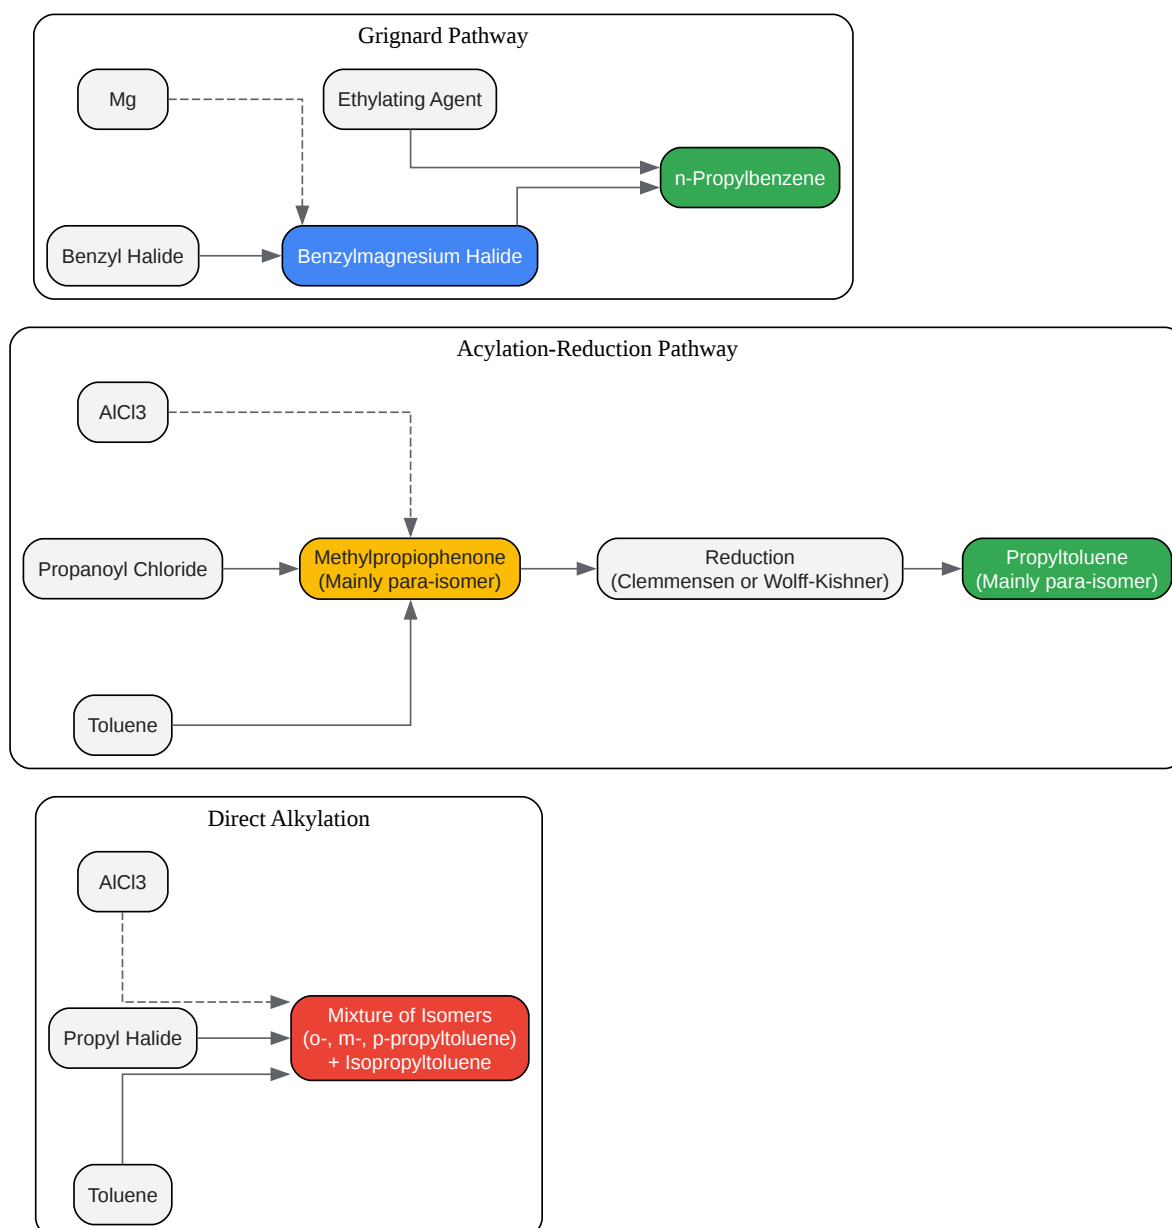 Grignard Pathway
Mg
Ethylating Agent
n-Propylbenzene
Benzyl Halide
Benzylmagnesium Halide
Acylation-Reduction Pathway
AlCl3
Propanoyl Chloride
Methylpropiophenone
(Mainly para-isomer)
Reduction
(Clemmensen or Wolff-Kishner)
Propyltoluene
(Mainly para-isomer)
Toluene
Direct Alkylation
AlCl3
Propyl Halide
Mixture of Isomers
(o-, m-, p-propyltoluene)
+ Isopropyltoluene
Toluene